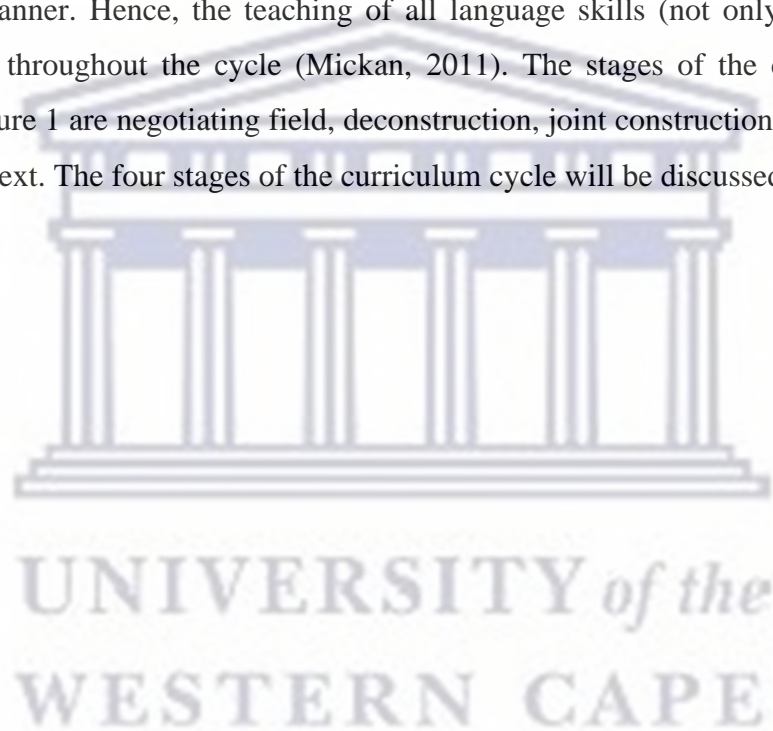 anner. Hence, the teaching of all language skills (not only
throughout the cycle (Mickan, 2011). The stages of the
ure 1 are negotiating field, deconstruction, joint construction
ext. The four stages of the curriculum cycle will be discussed
UNIVERSITY of the
WESTERN CAPE